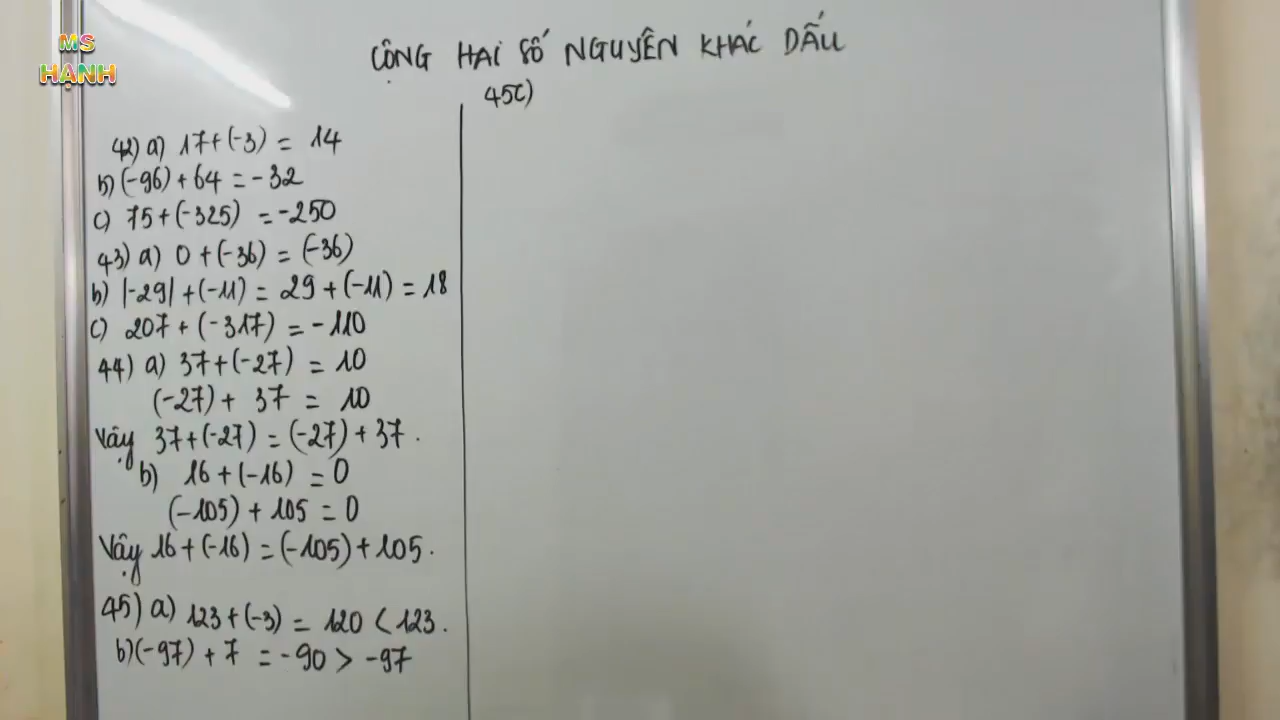 MS
HẠNH
CỘNG HAI SỐ NGUYÊN KHÁC DẤU
42) a) 17+(-3) = 14
b) (-96) + 64 = -32
c) 75+(-325) = -250
43) a) 0 + (-36) = (-36)
b) |-29| + (-11) = 29 + (-11) = 18
c) 207 + (-317) = -110
44) a) 37+(-27) = 10
(-27) + 37 = 10
Vậy 37+(-27) = (-27) + 37.
b) 16 + (-16) = 0
(-105) + 105 = 0
Vậy 16 + (-16) = (-105) + 105.
45) a) 123 + (-3) = 120 < 123.
b) (-97) + 7 = -90 > -97
45c)